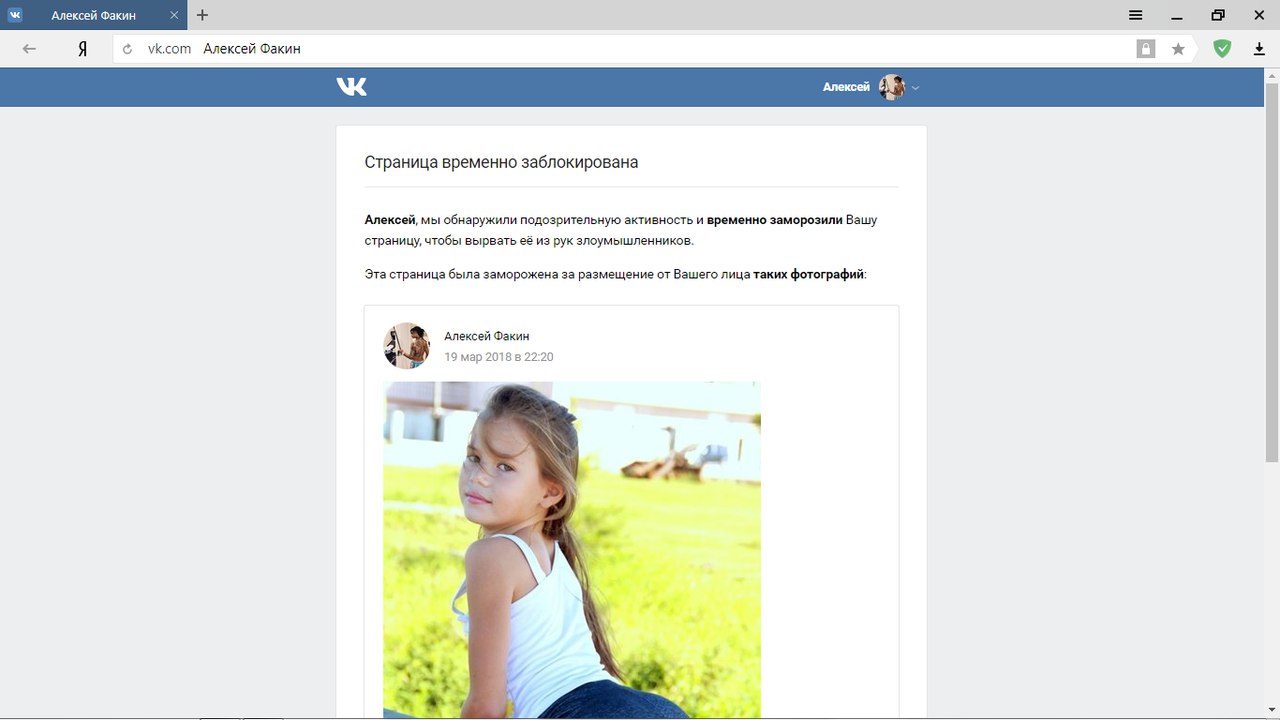 Алексей Факин
vk.com Алексей Факин
Алексей
Страница временно заблокирована
Алексей, мы обнаружили подозрительную активность и временно заморозили Вашу
страницу, чтобы вырвать её из рук злоумышленников.
Эта страница была заморожена за размещение от Вашего лица таких фотографий:
Алексей Факин
19 мар 2018 в 22:20